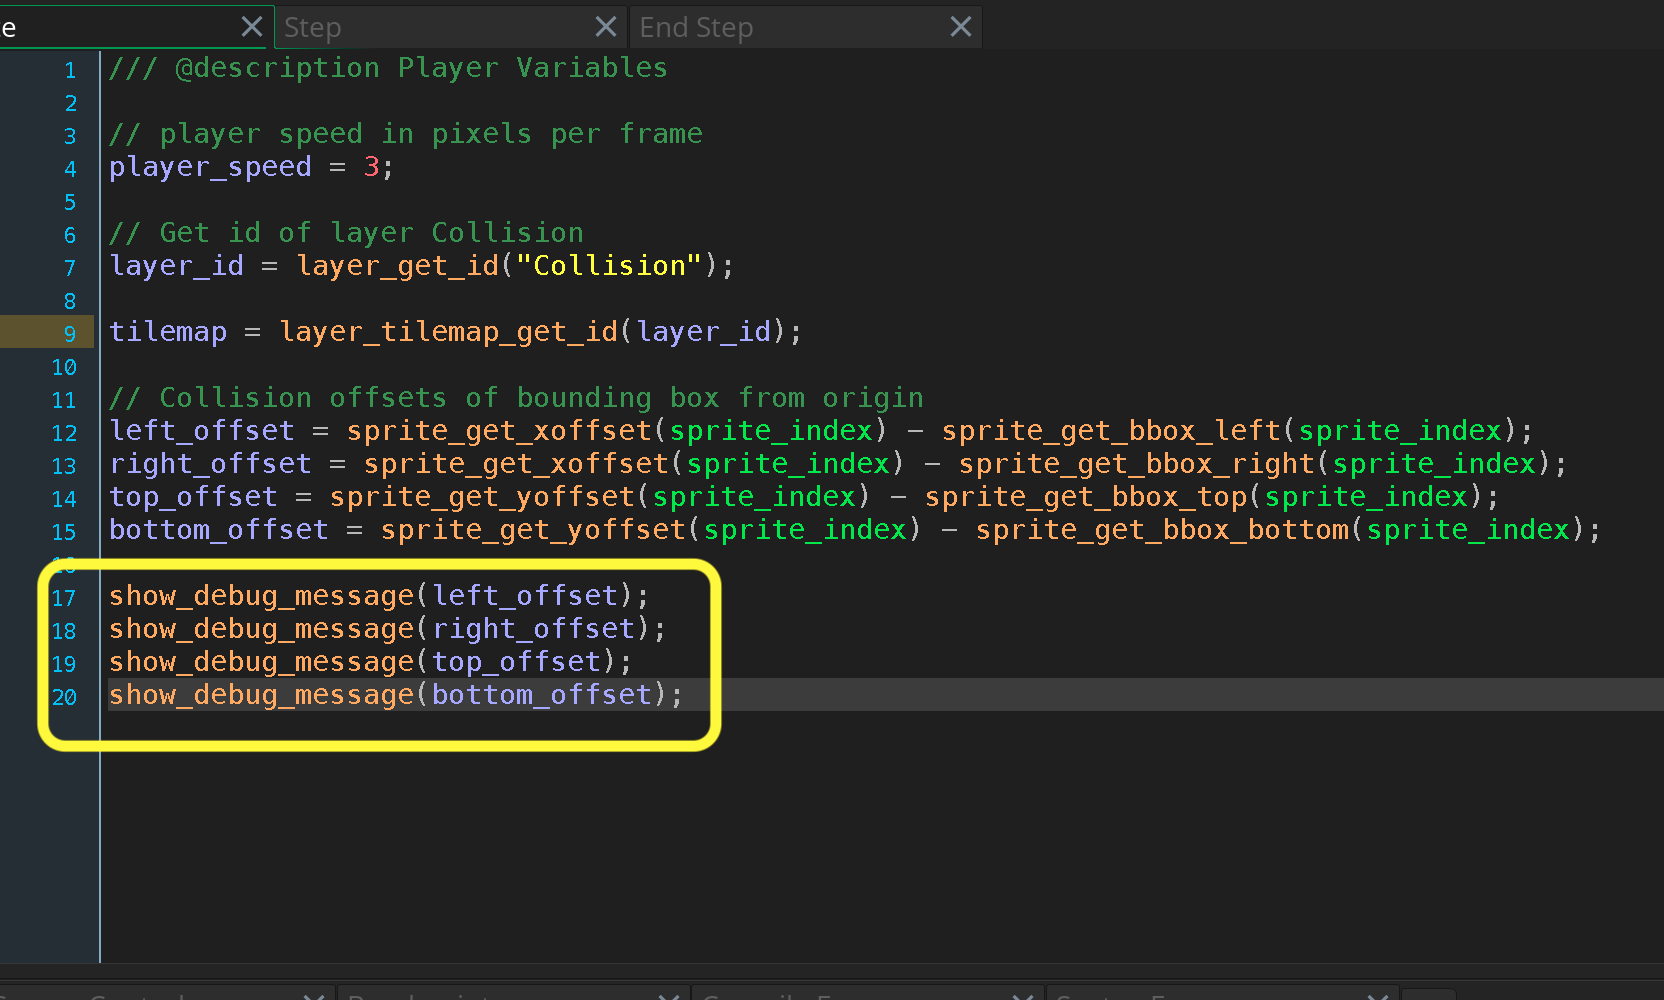 Step
End Step
1 /// @description Player Variables
2
3 // player speed in pixels per frame
4 player_speed = 3;
5
6 // Get id of layer Collision
7 layer_id = layer_get_id("Collision");
8
9 tilemap = layer_tilemap_get_id(layer_id);
10
11 // Collision offsets of bounding box from origin
12 left_offset = sprite_get_xoffset(sprite_index) - sprite_get_bbox_left(sprite_index);
13 right_offset = sprite_get_xoffset(sprite_index) - sprite_get_bbox_right(sprite_index);
14 top_offset = sprite_get_yoffset(sprite_index) - sprite_get_bbox_top(sprite_index);
15 bottom_offset = sprite_get_yoffset(sprite_index) - sprite_get_bbox_bottom(sprite_index);
17 show_debug_message(left_offset);
18 show_debug_message(right_offset);
19 show_debug_message(top_offset);
20 show_debug_message(bottom_offset);